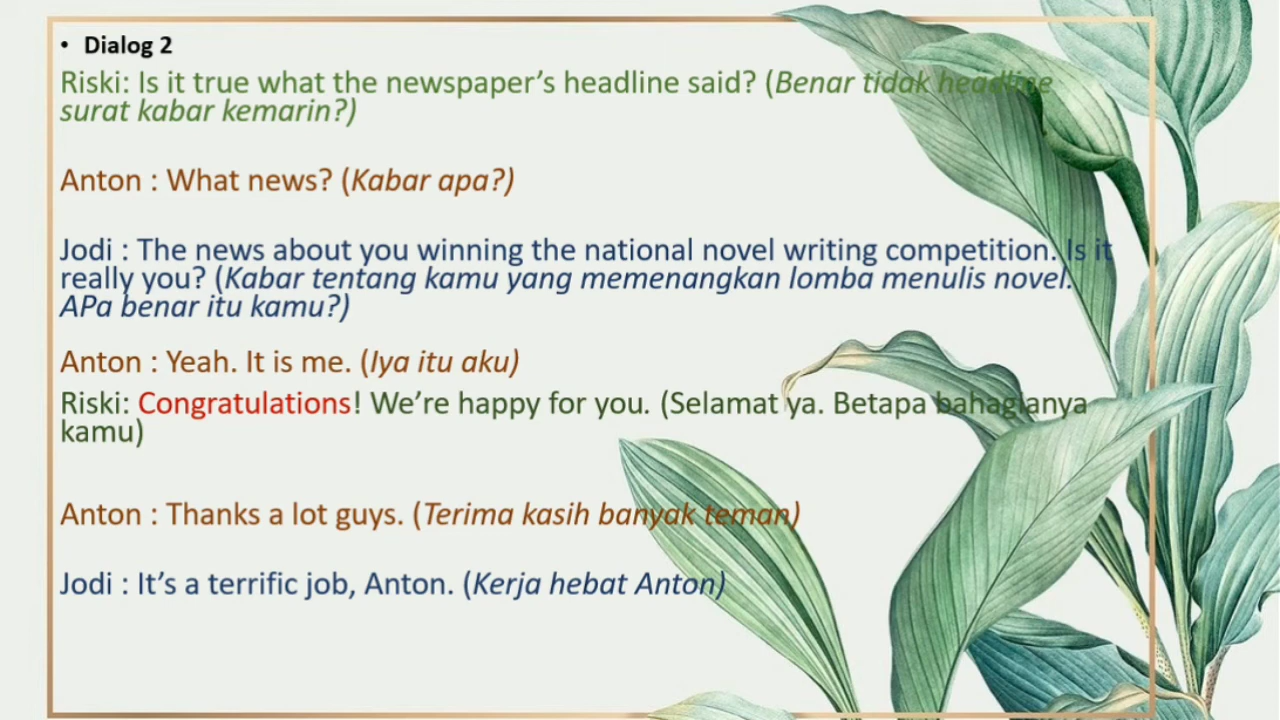 • Dialog 2
Riski: Is it true what the newspaper’s headline said? (Benar tidak headline
surat kabar kemarin?)
Anton : What news? (Kabar apa?)
Jodi : The news about you winning the national novel writing competition. Is it
really you? (Kabar tentang kamu yang memenangkan lomba menulis novel.
APa benar itu kamu?)
Anton : Yeah. It is me. (Iya itu aku)
Riski: Congratulations! We’re happy for you. (Selamat ya. Betapa bahagianya
kamu)
Anton : Thanks a lot guys. (Terima kasih banyak teman)
Jodi : It’s a terrific job, Anton. (Kerja hebat Anton)